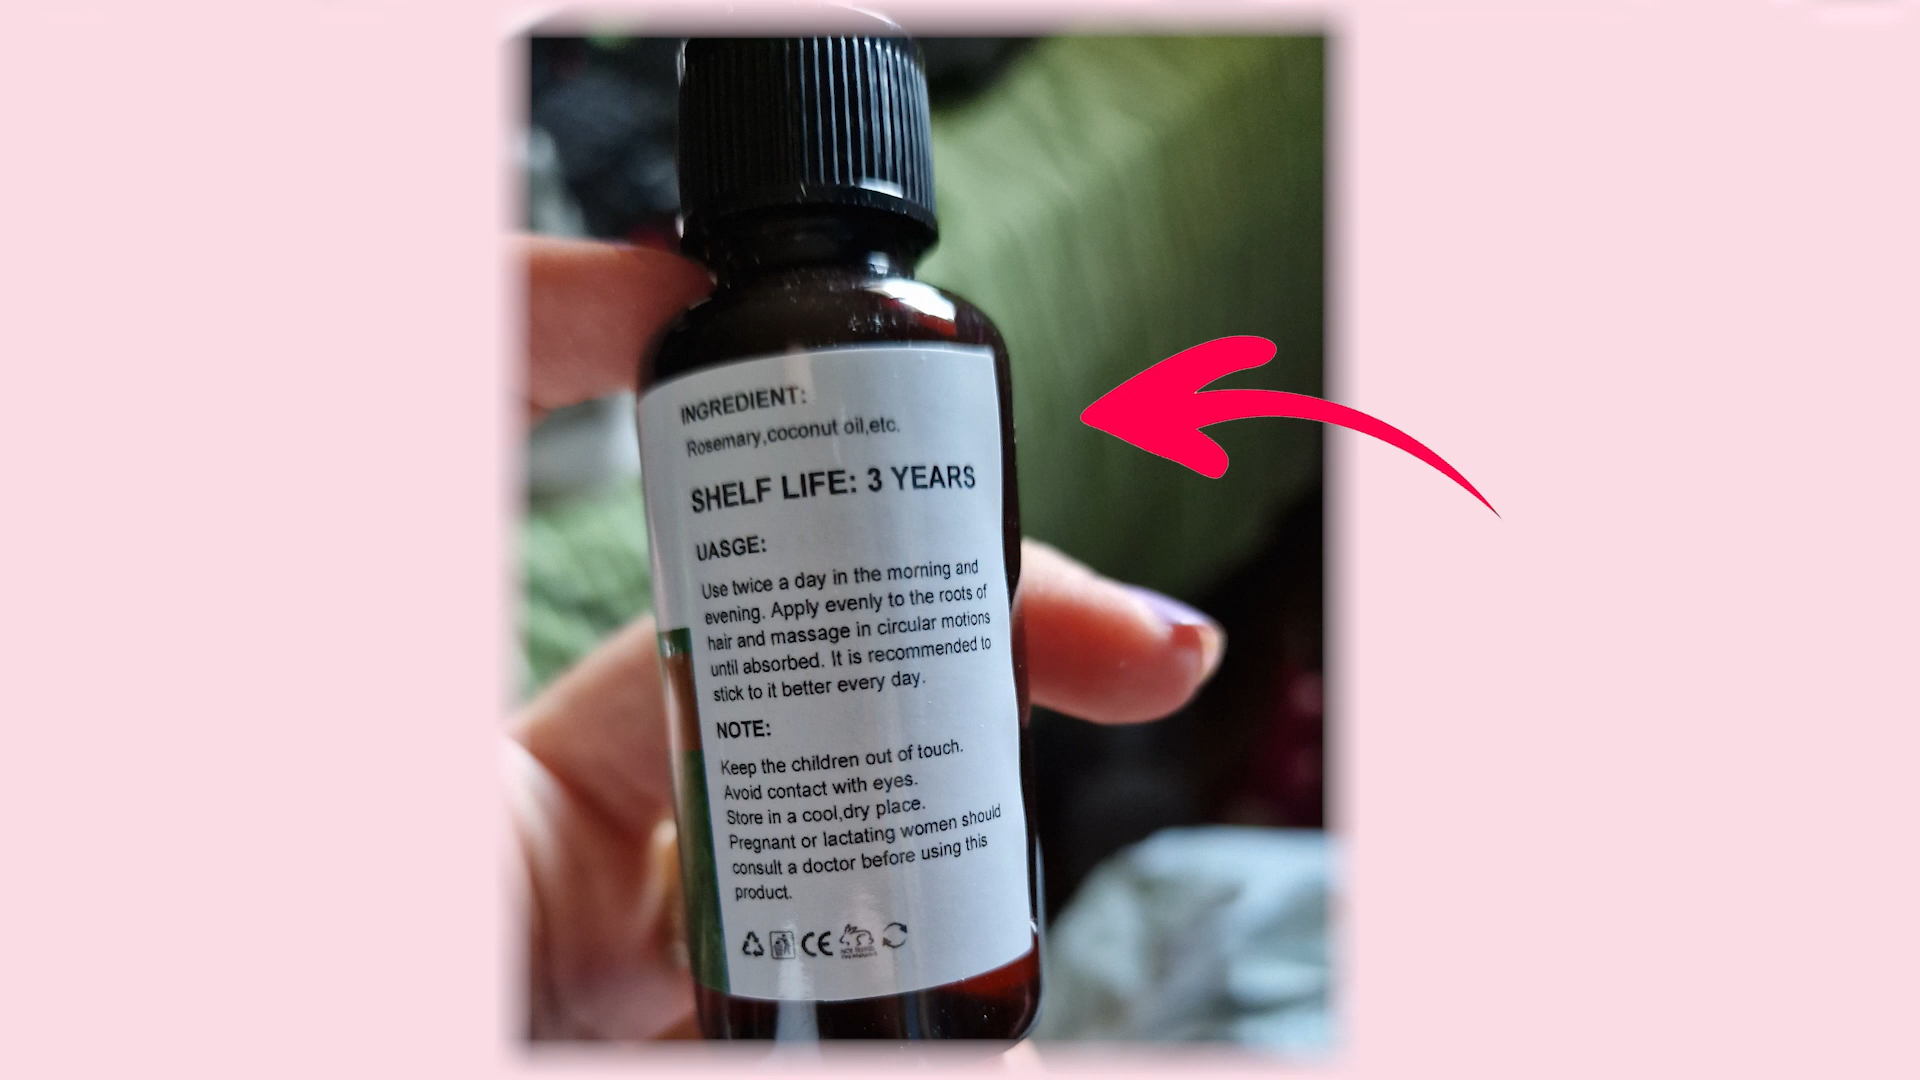 INGREDIENT:
Rosemary,coconut oil,etc.
SHELF LIFE: 3 YEARS
UASGE:
Use twice a day in the morning and
evening. Apply evenly to the roots of
hair and massage in circular motions
until absorbed. It is recommended to
stick to it better every day.
NOTE:
Keep the children out of touch.
Avoid contact with eyes.
Store in a cool,dry place.
Pregnant or lactating women should
consult a doctor before using this
product.
CE